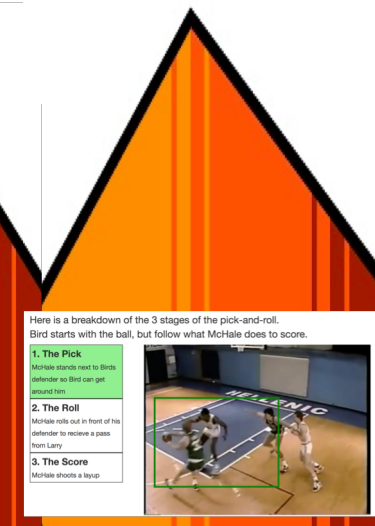 Here is a breakdown of the 3 stages of the pick-and-roll.
Bird starts with the ball, but follow what McHale does to score.
1. The Pick
McHale stands next to Birds
defender so Bird can get
around him
2. The Roll
McHale rolls out in front of his
defender to recieve a pass
from Larry
3. The Score
McHale shoots a layup
HELLENIC